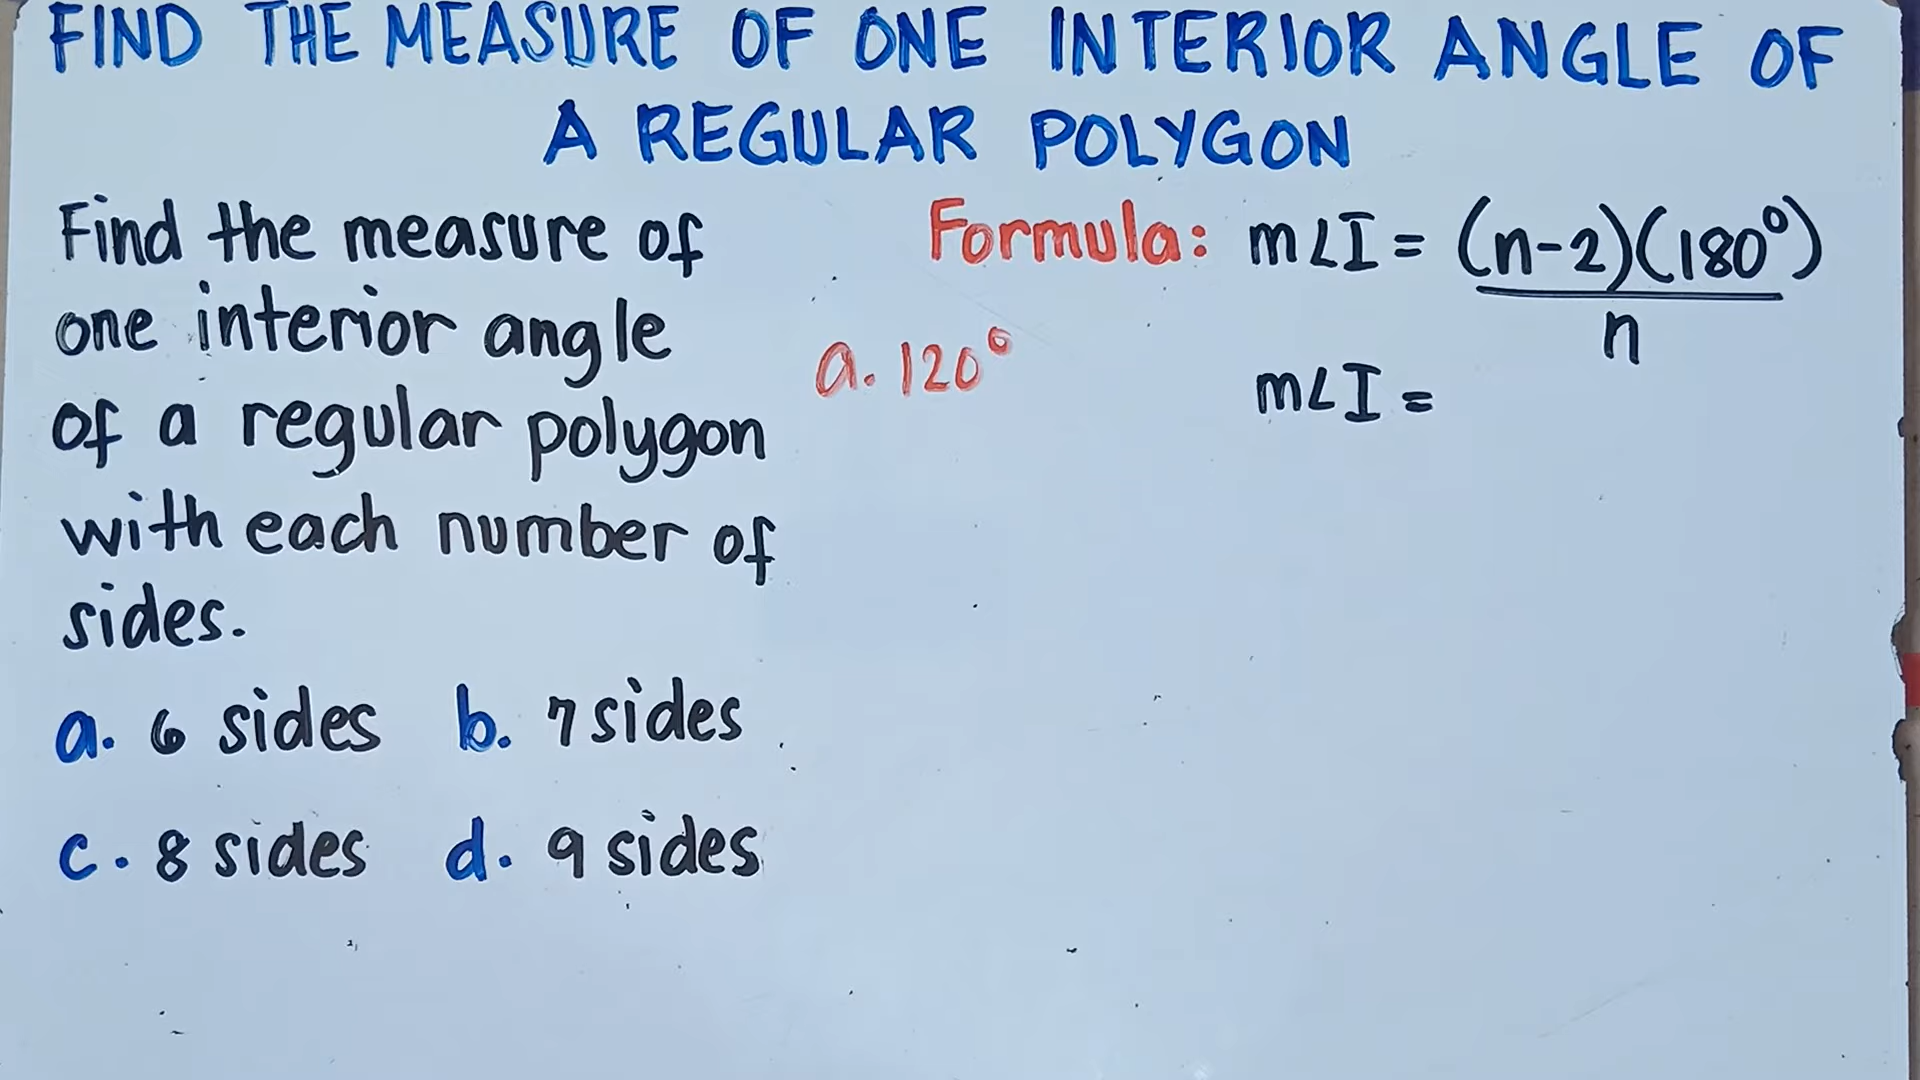 FIND THE MEASURE OF ONE INTERIOR ANGLE OF
A REGULAR POLYGON
Find the measure of
one interior angle
of a regular polygon
with each number of
sides.
a. 6 sides b. 7 sides
c. 8 sides d. 9 sides
Formula: m∠I = (n-2)(180°)
n
a. 120°
m∠I =